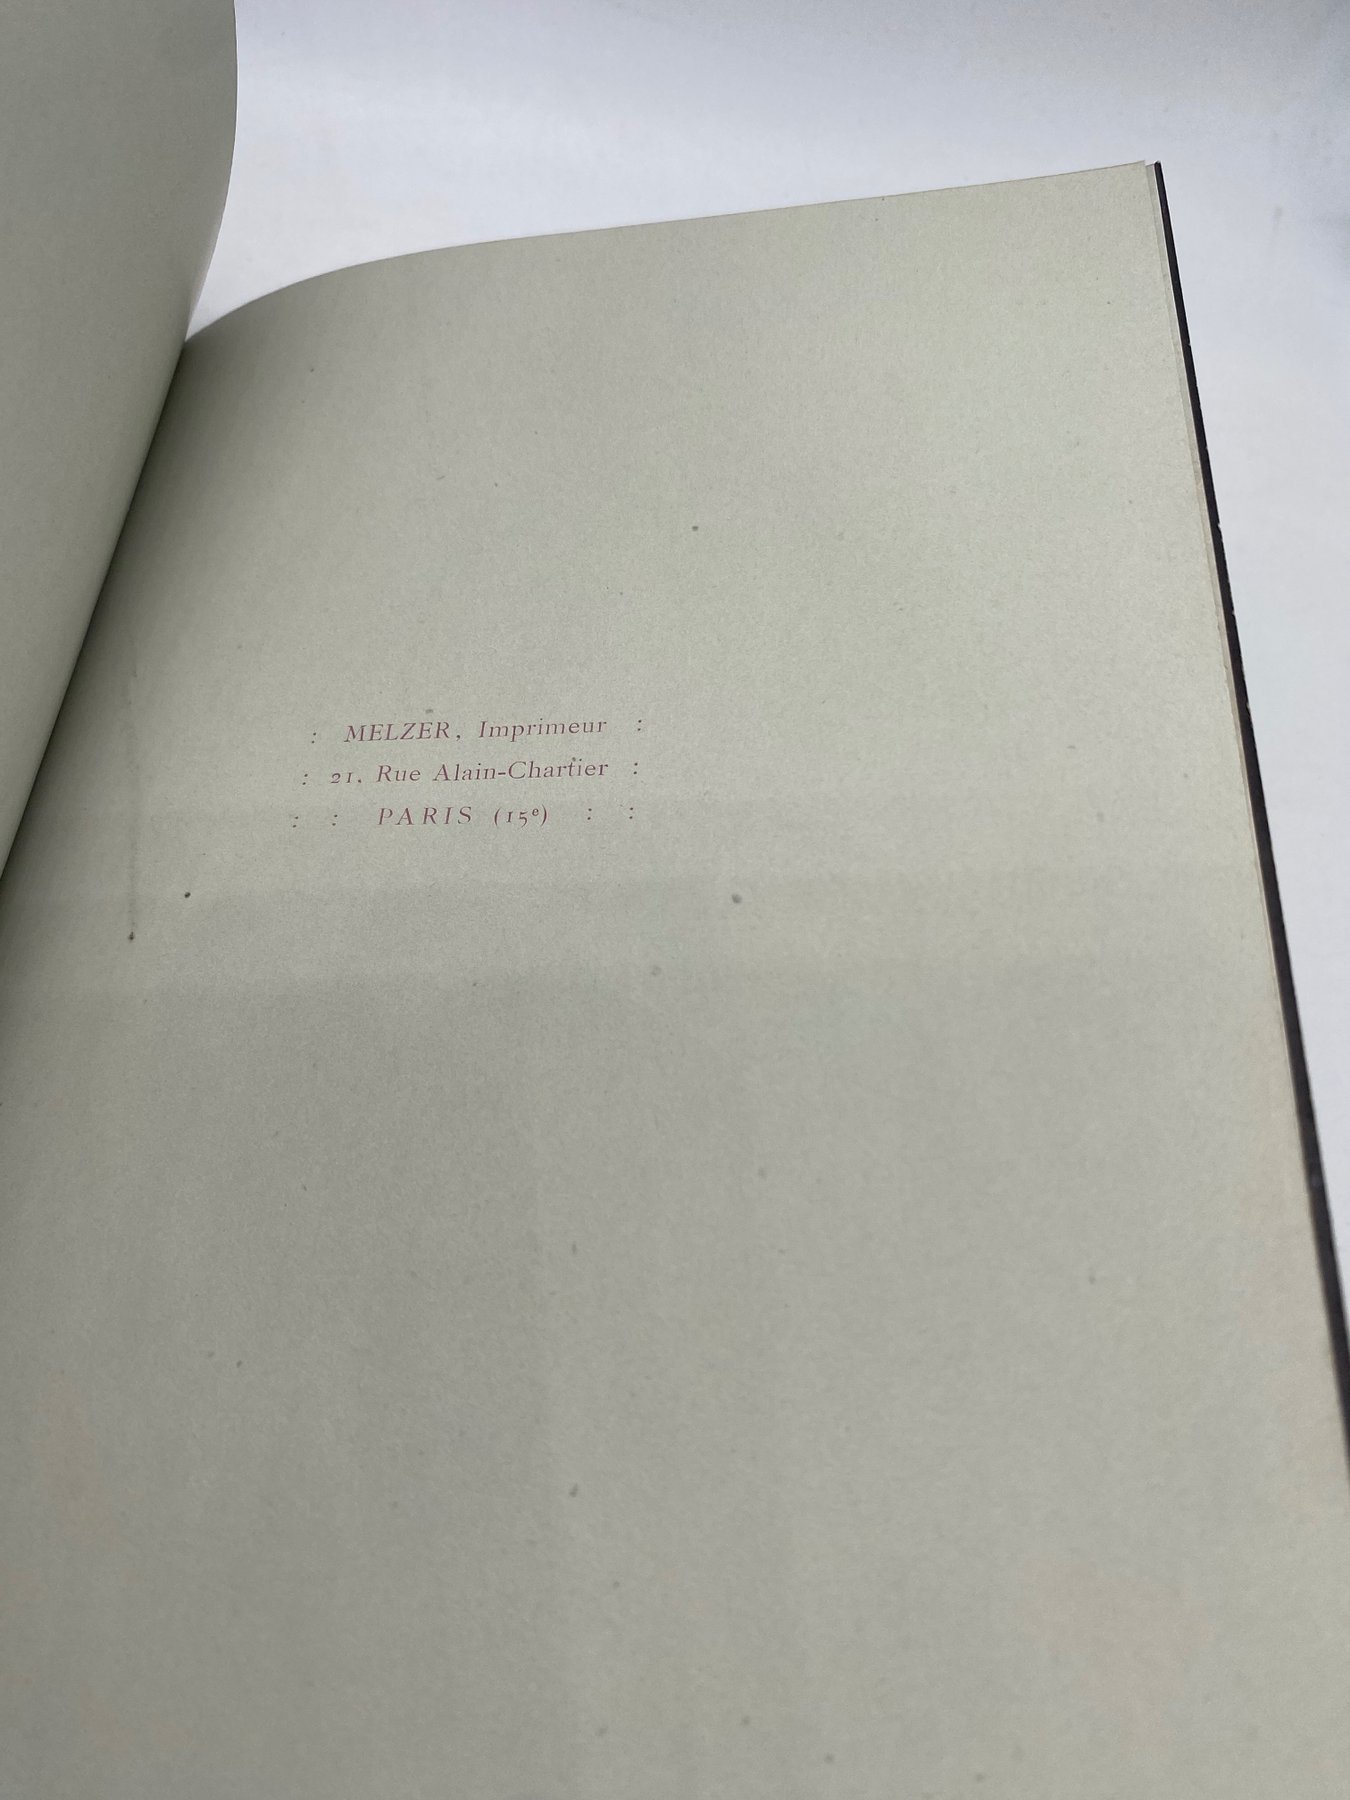 : MELZER, Imprimeur :
: 21, Rue Alain-Chartier :
: : PARIS (15e) : :